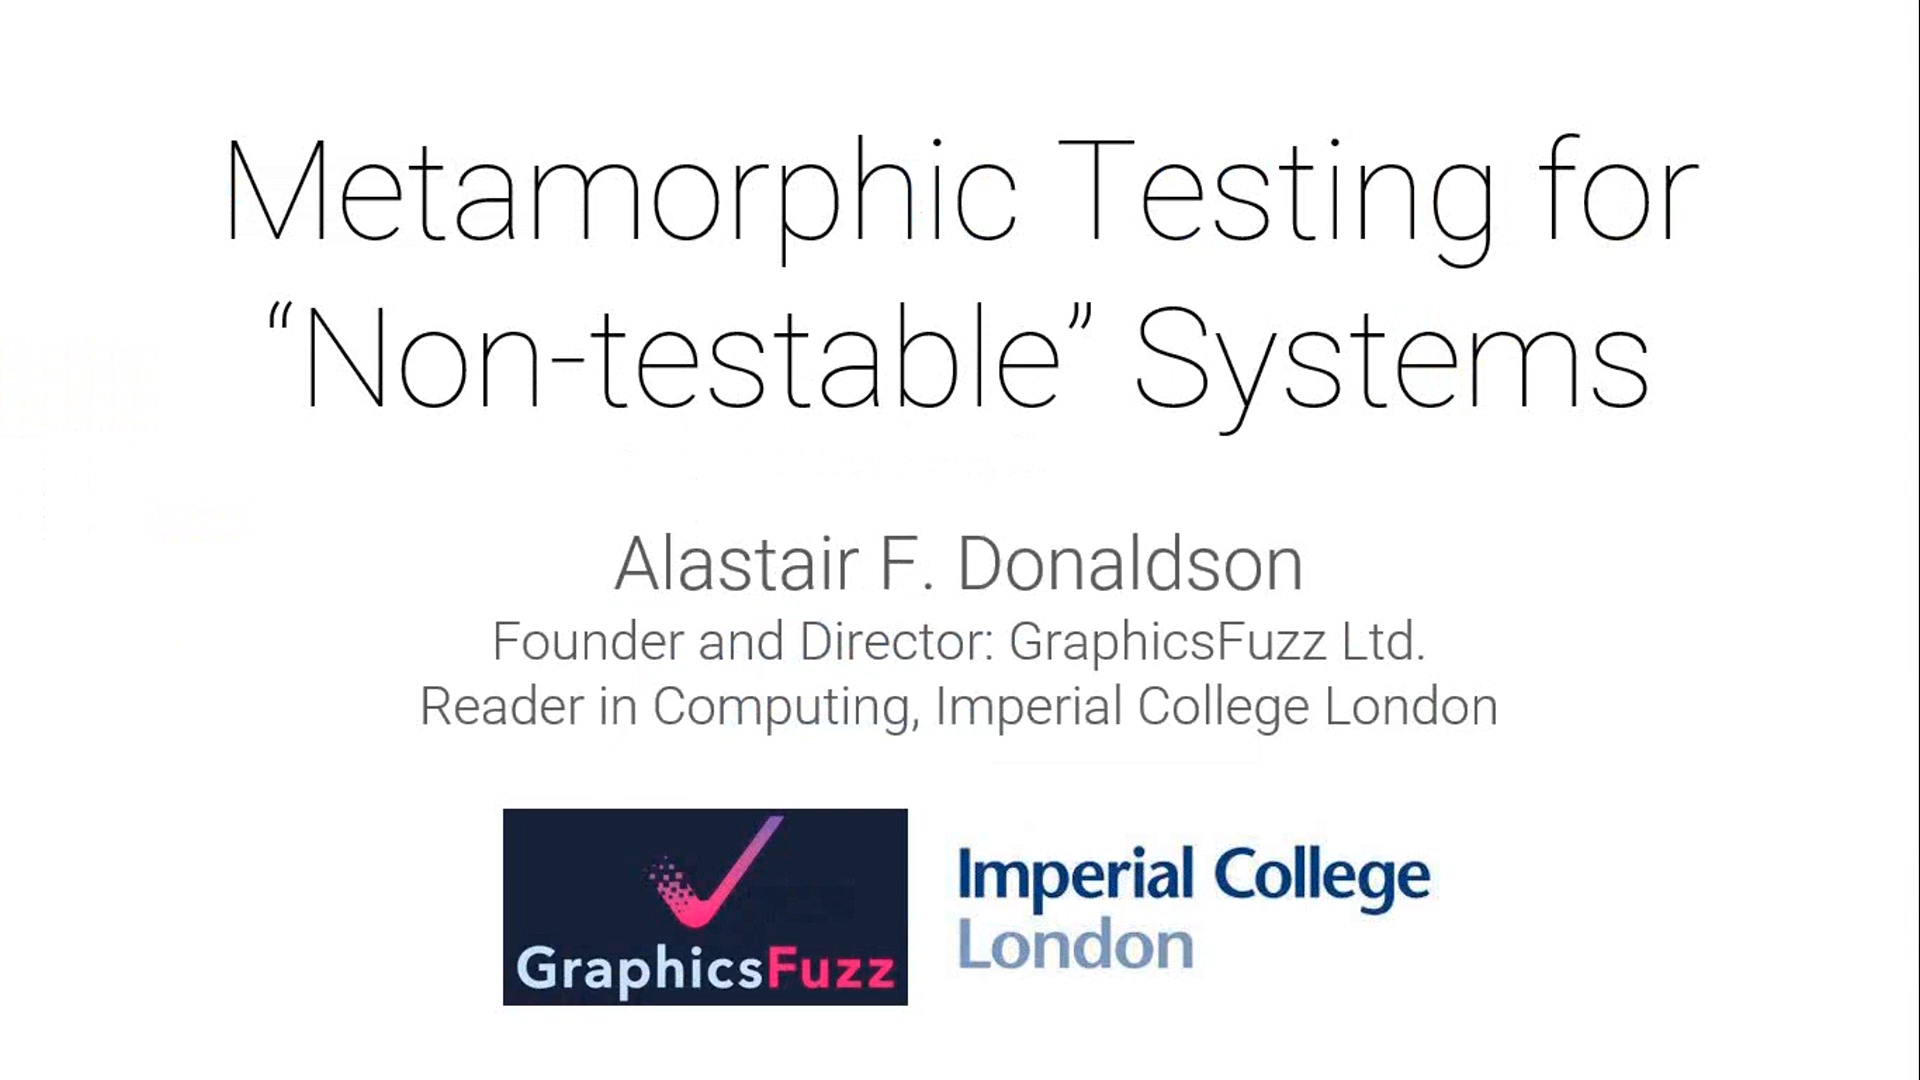 Metamorphic Testing for
“Non-testable” Systems
Alastair F. Donaldson
Founder and Director: GraphicsFuzz Ltd.
Reader in Computing, Imperial College London
GraphicsFuzz
Imperial College
London